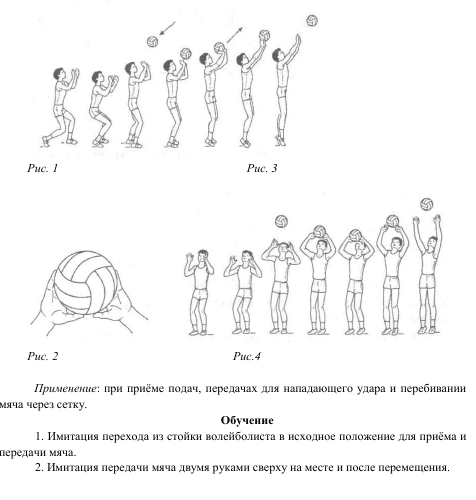 Рис. 1 Рис. 3
Рис. 2 Рис.4
Применение: при приёме подач, передачах для нападающего удара и перебивании
мяча через сетку.
Обучение
1. Имитация перехода из стойки волейболиста в исходное положение для приёма и
передачи мяча.
2. Имитация передачи мяча двумя руками сверху на месте и после перемещения.